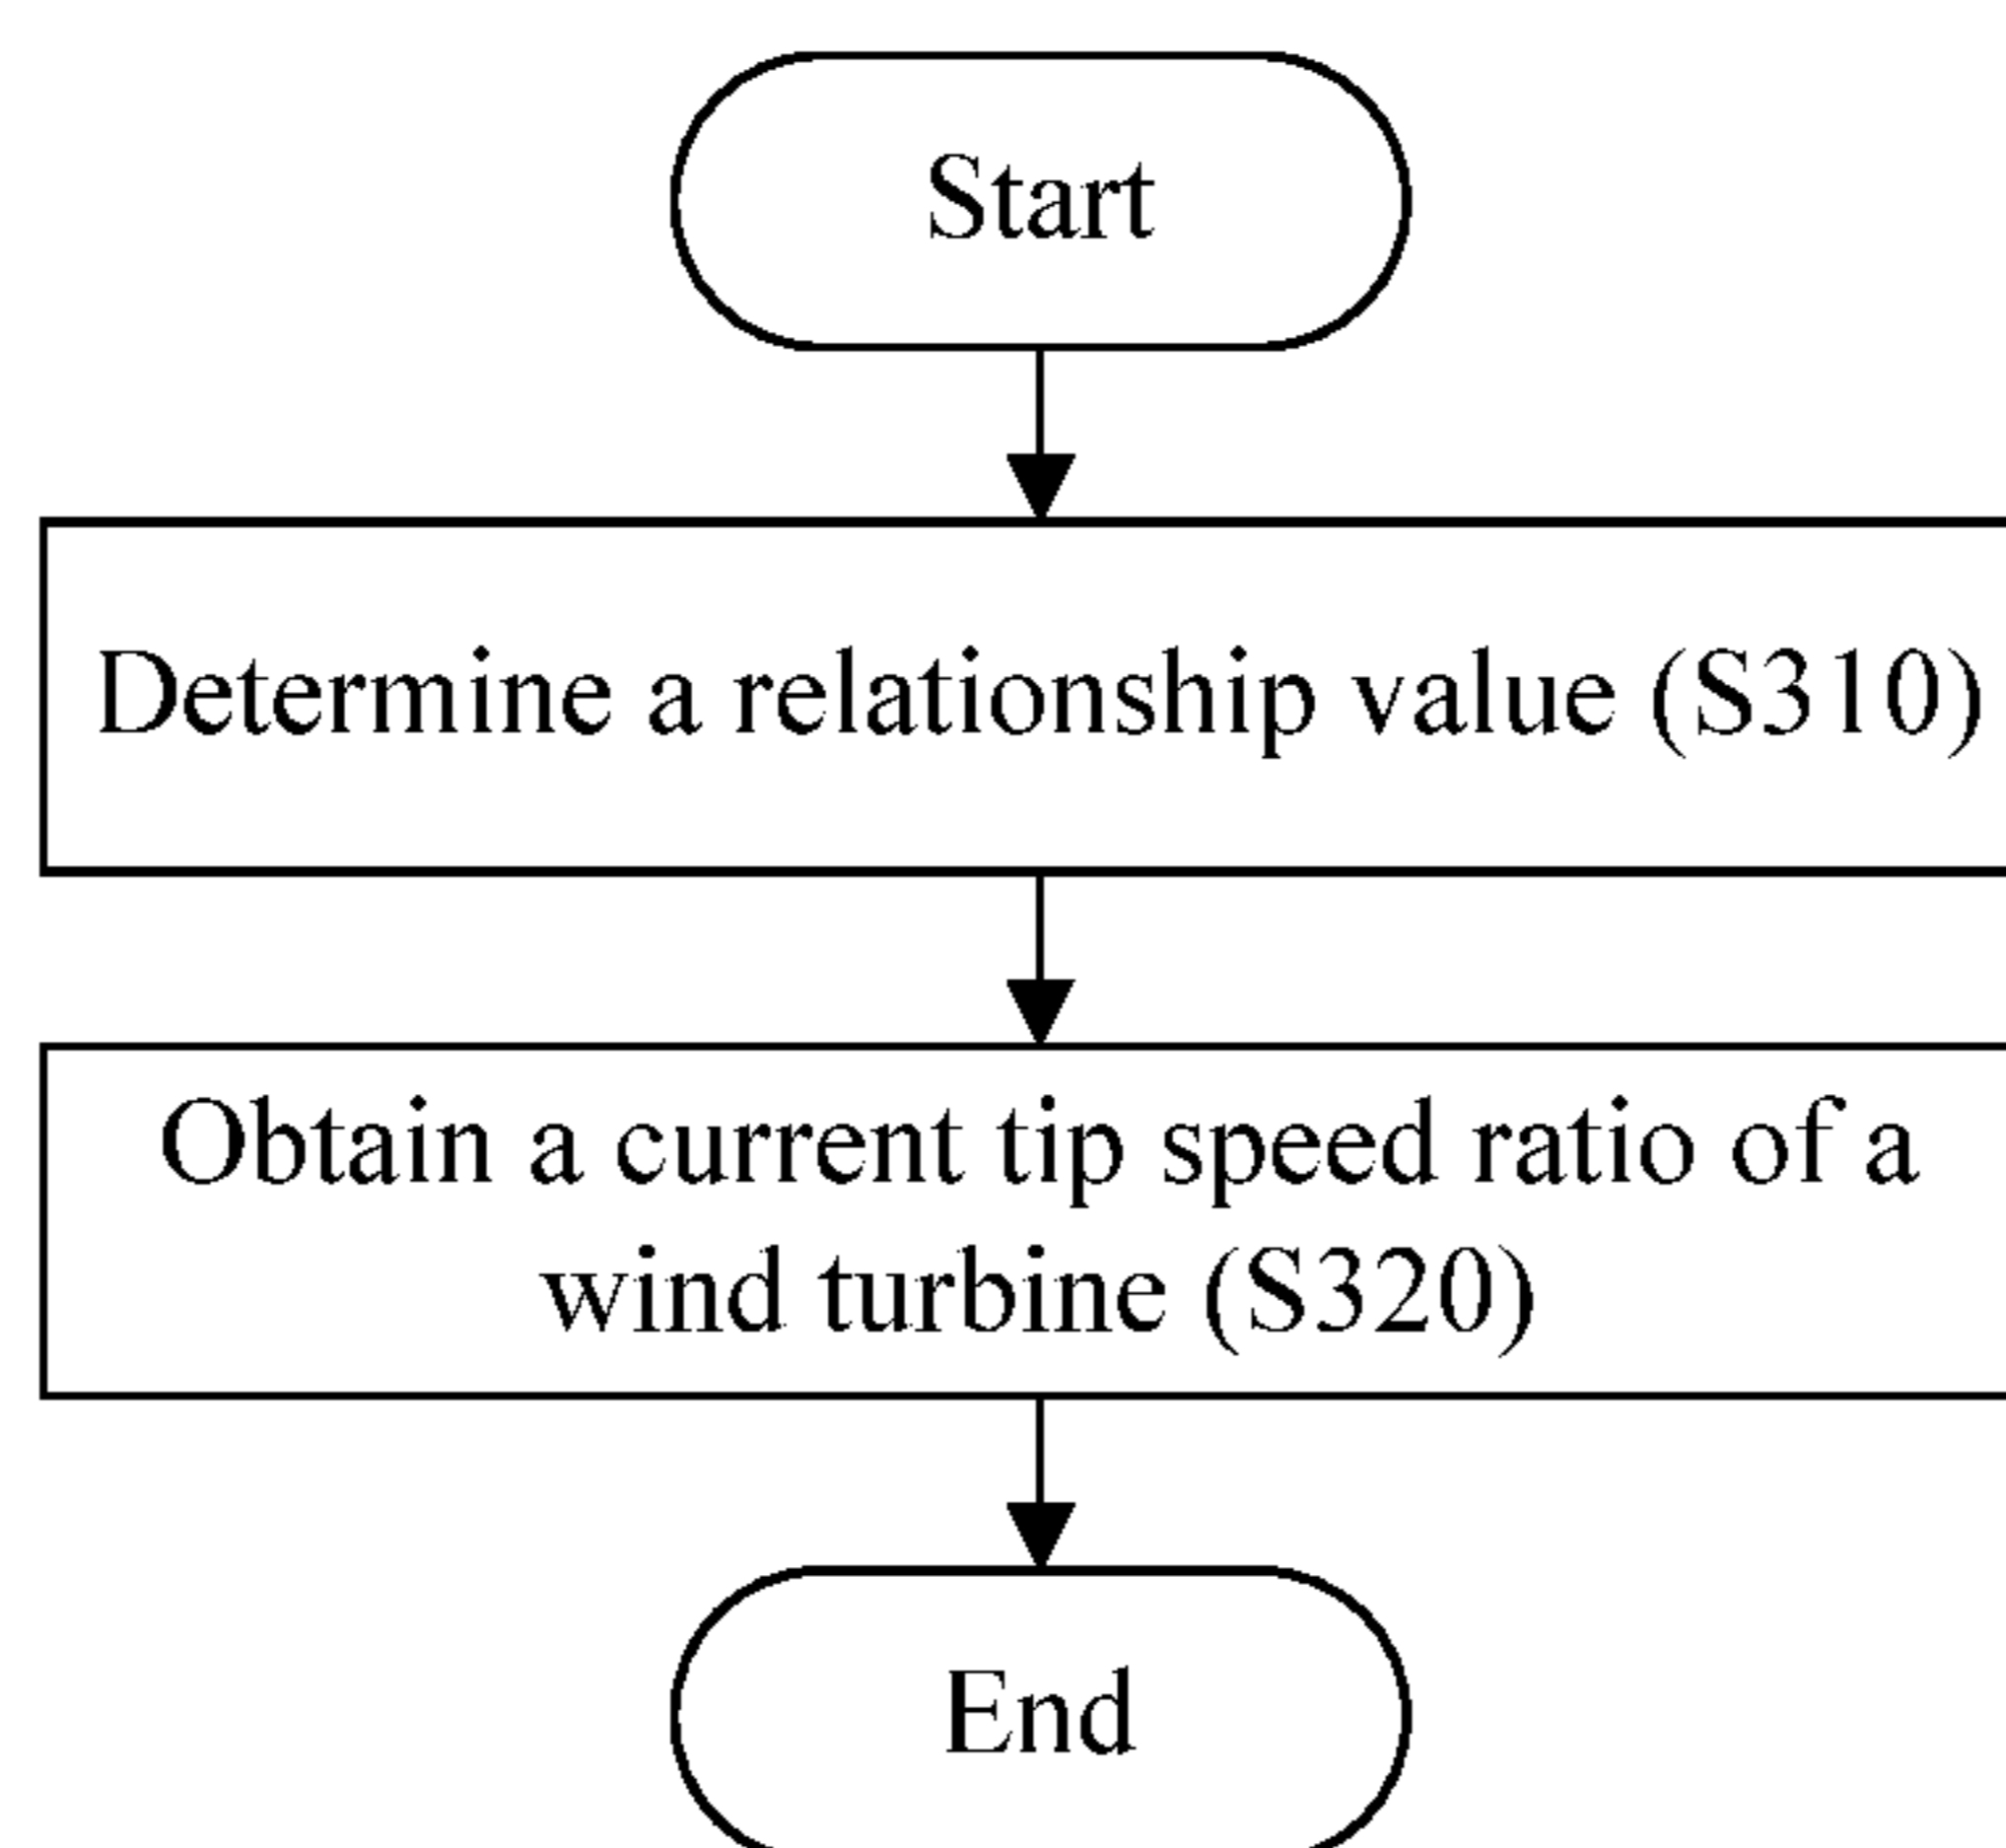 Start
Determine a relationship value (S310)
Obtain a current tip speed ratio of a
wind turbine (S320)
End